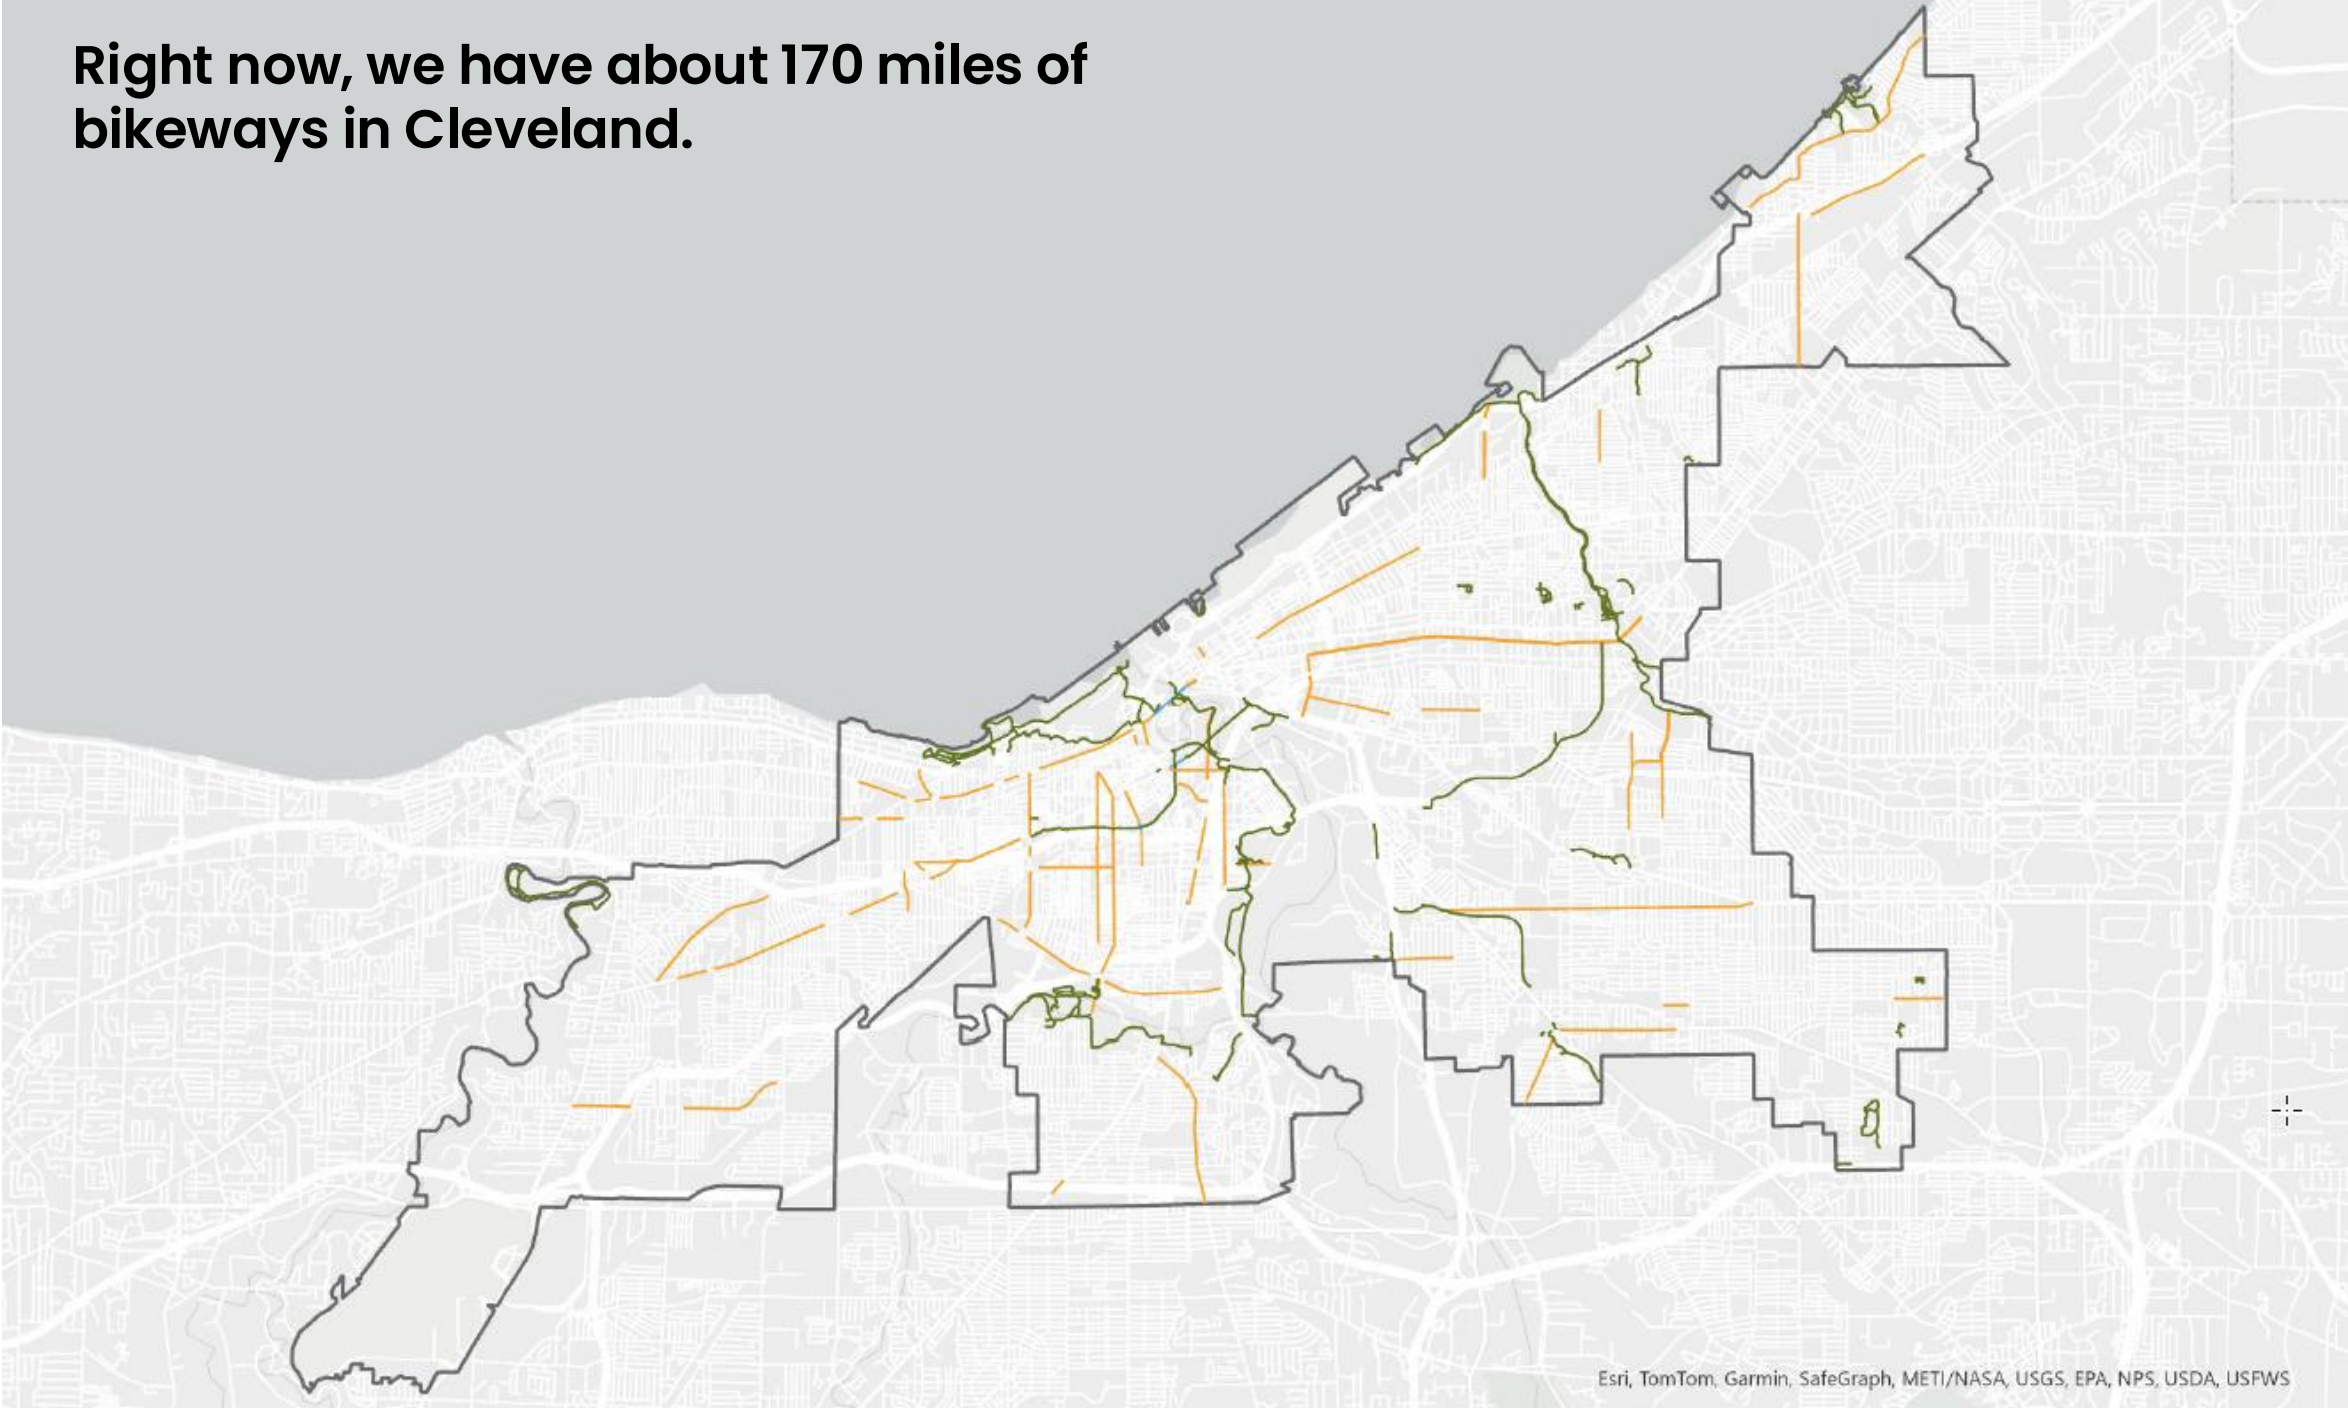 Right now, we have about 170 miles of
bikeways in Cleveland.
Esri, TomTom, Garmin, SafeGraph, METI/NASA, USGS, EPA, NPS, USDA, USFWS